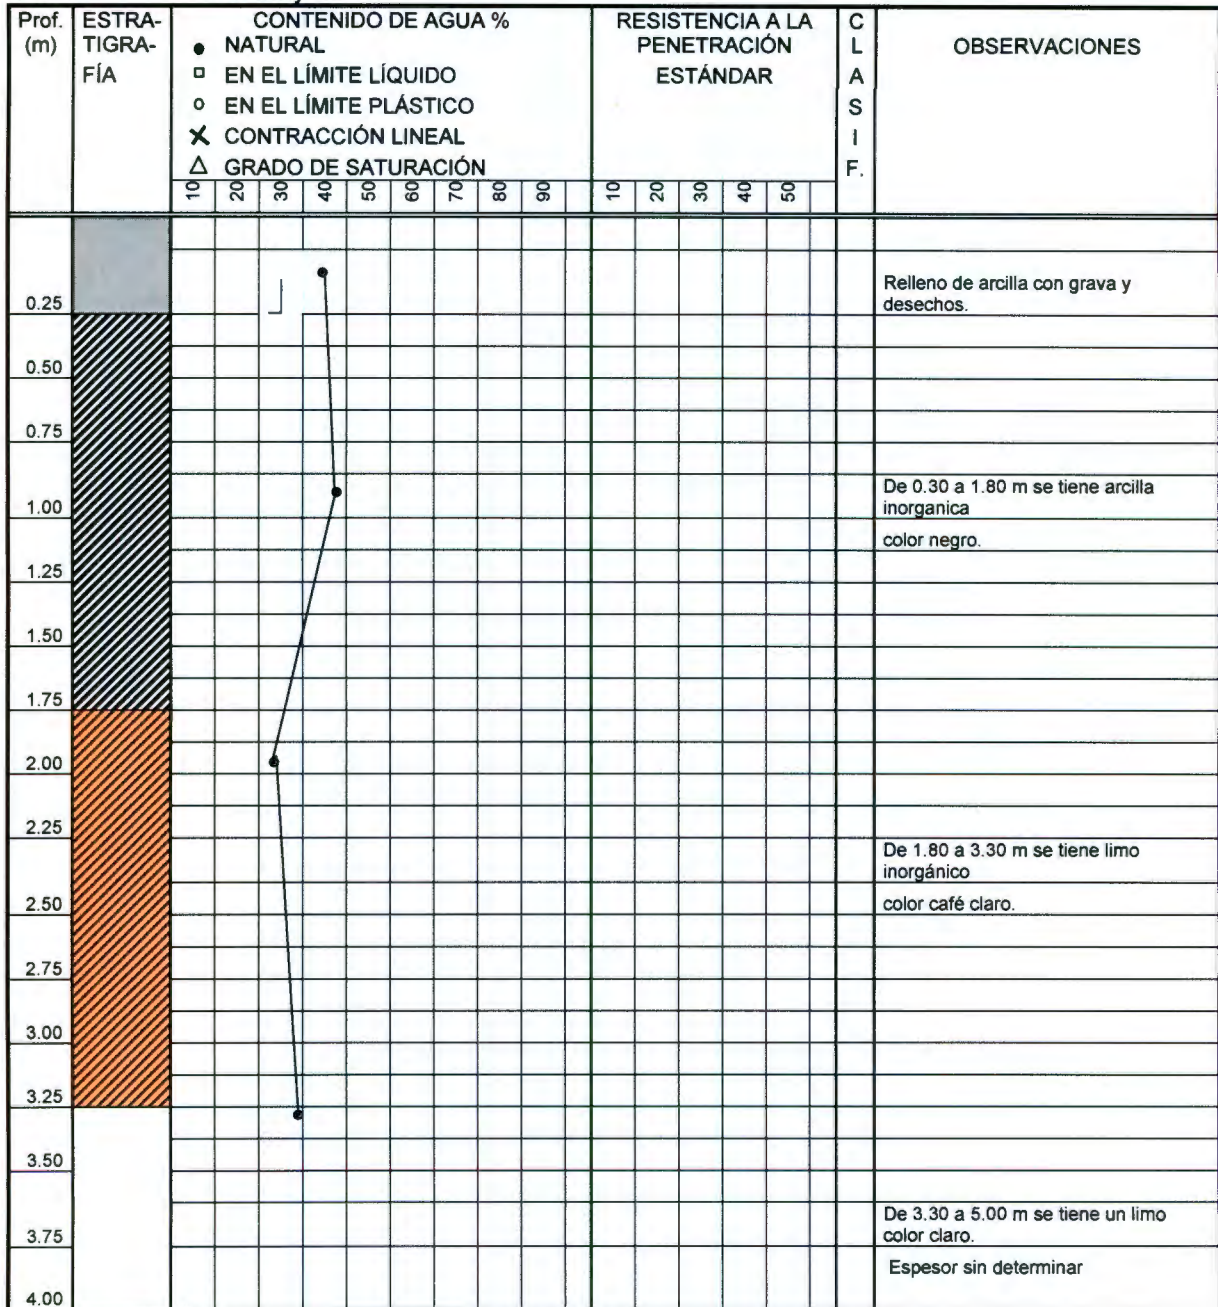 Prof. (m)
ESTRA-
TIGRA-
FÍA
CONTENIDO DE AGUA %
● NATURAL
□ EN EL LÍMITE LÍQUIDO
○ EN EL LÍMITE PLÁSTICO
✕ CONTRACCIÓN LINEAL
△ GRADO DE SATURACIÓN
10 20 30 40 50 60 70 80 90
RESISTENCIA A LA
PENETRACIÓN
ESTÁNDAR
10 20 30 40 50
C
L
A
S
I
F.
OBSERVACIONES
0.25
Relleno de arcilla con grava y
desechos.
0.50
0.75
De 0.30 a 1.80 m se tiene arcilla
inorganica
1.00
color negro.
1.25
1.50
1.75
2.00
2.25
De 1.80 a 3.30 m se tiene limo
inorgánico
2.50
color café claro.
2.75
3.00
3.25
3.50
De 3.30 a 5.00 m se tiene un limo
color claro.
3.75
Espesor sin determinar
4.00